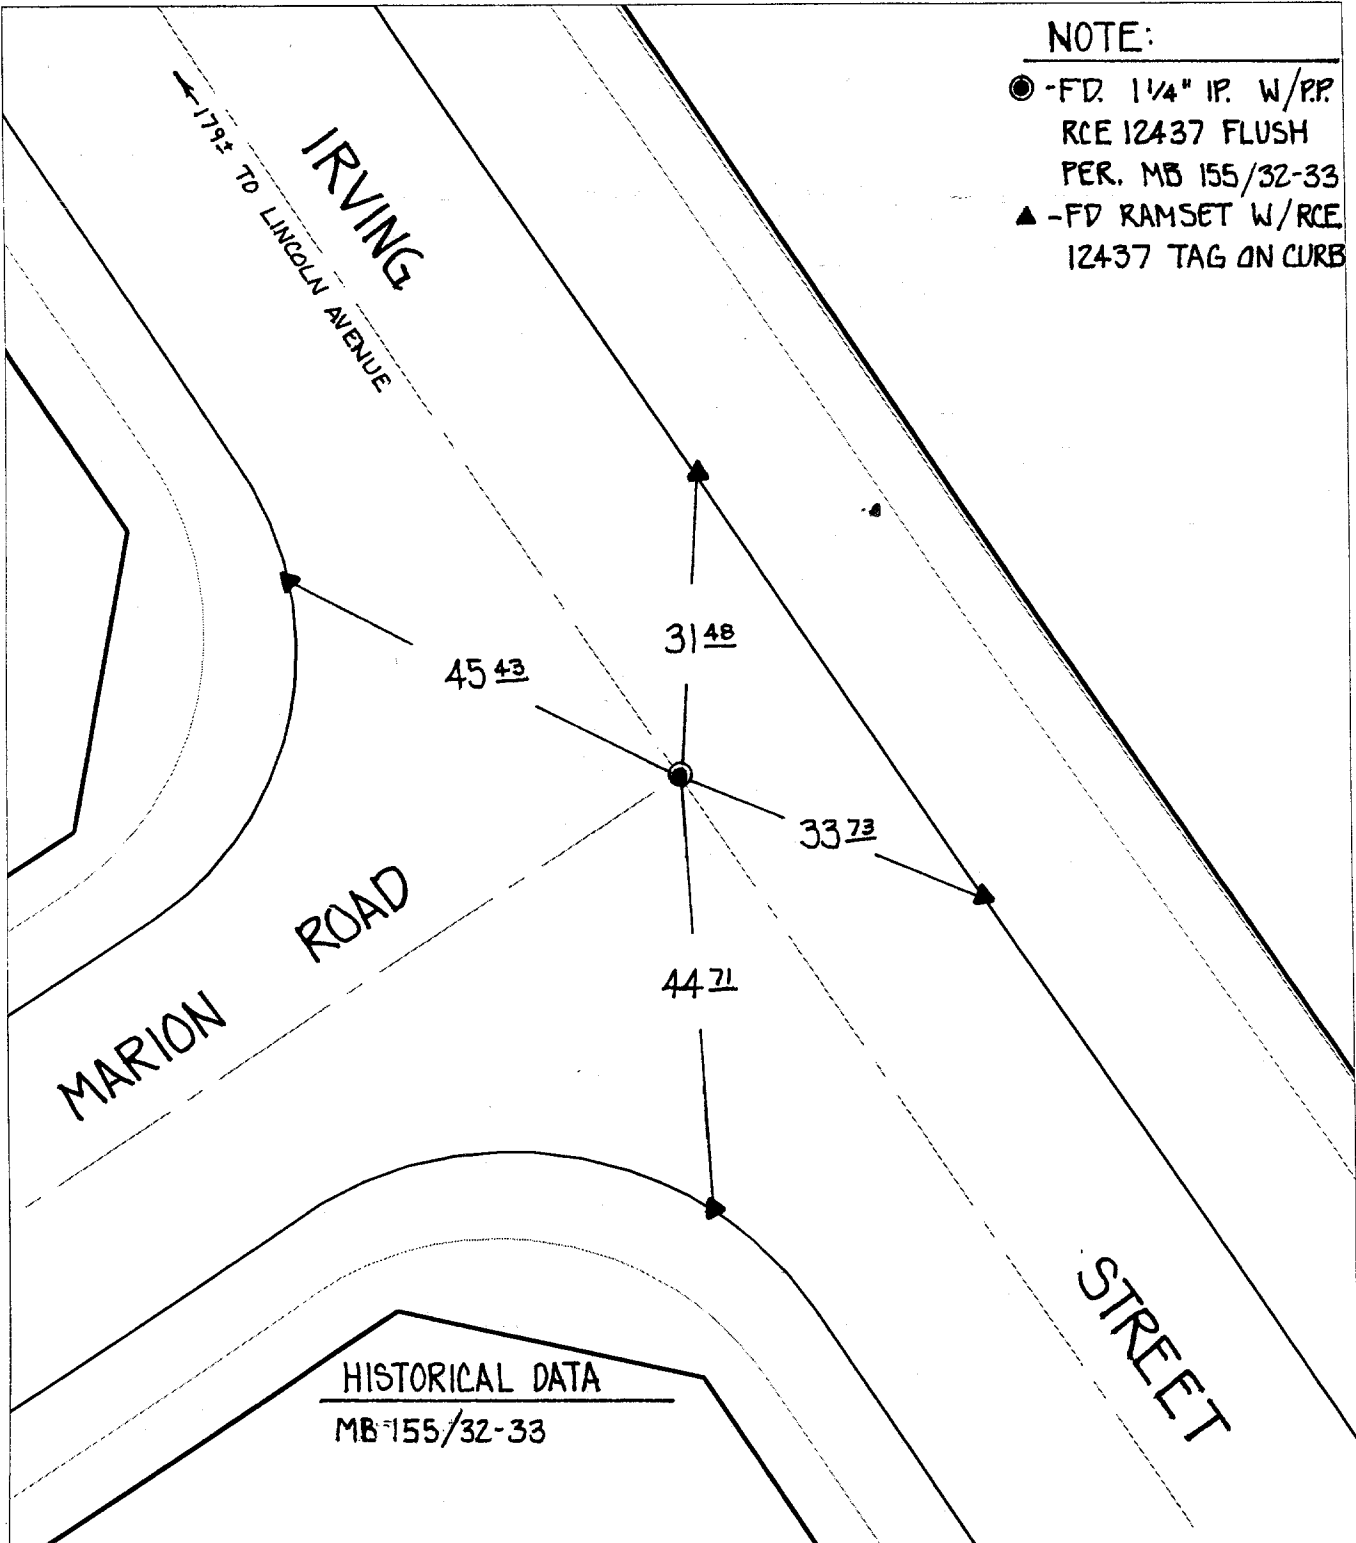 NOTE:
-FD. 1 1/4" IP. W/P.P.
RCE 12437 FLUSH
PER. MB 155/32-33
-FD RAMSET W/RCE
12437 TAG ON CURB
IRVING
179± TO LINCOLN AVENUE
31 48
45 43
33 73
44 71
MARION ROAD
STREET
HISTORICAL DATA
MB-155/32-33